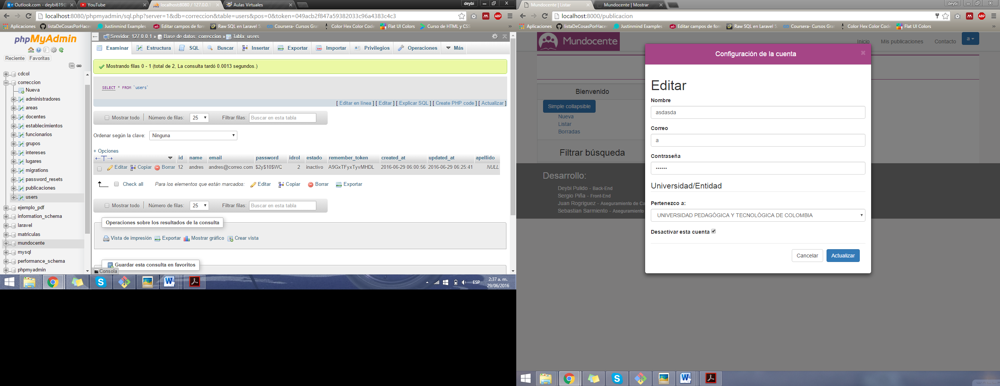 Outlook.com - deybi619@
YouTube
localhost:8080 / 127.0.0.1
Aulas Virtuales
deybi
localhost:8080/phpmyadmin/sql.php?server=1&db=correccion&table=users&pos=0&token=049acb2f847a59382033c96a4383c4c3
Aplicaciones
listaDeCosasPorHacer
Justinmind Examples
Editar campos de form
Raw SQL en Laravel 5.
Coursera- Cursos Gra
Color Hex Color Code
Flat UI Colors
Curso de HTML y CSS
»
phpMyAdmin
Reciente
Favoritas
cdcol
correccion
Nueva
administradores
areas
docentes
establecimientos
funcionarios
grupos
intereses
lugares
migrations
password_resets
publicaciones
users
ejemplo_pdf
information_schema
laravel
matriculas
mundocente
mysql
performance_schema
phpmyadmin
Servidor: 127.0.0.1 » Base de datos: correccion » Tabla: users
Examinar
Estructura
SQL
Buscar
Insertar
Exportar
Importar
Privilegios
Operaciones
Más
Mostrando filas 0 - 1 (total de 2, La consulta tardó 0.0013 segundos.)
SELECT * FROM `users`
[ Editar en línea ] [ Editar ] [ Explicar SQL ] [ Create PHP code ] [ Actualizar ]
Mostrar todo
Número de filas: 25
Filtrar filas: Buscar en esta tabla
Ordenar según la clave: Ninguna
+ Opciones
id name email password idrol estado remember_token created_at updated_at apellido
Editar Copiar Borrar 12 andres andres@correo.com $2y$10$WC 2 inactivo A9GxTFyxTyvMHDL 2016-06-29 06:00:56 2016-06-29 06:25:41 NULL
Check all Para los elementos que están marcados: Editar Copiar Borrar Exportar
Mostrar todo
Número de filas: 25
Filtrar filas: Buscar en esta tabla
Operaciones sobre los resultados de la consulta
Vista de impresión Exportar Mostrar gráfico Crear vista
Guardar esta consulta en favoritos
Consola
ESP
2:37 a. m.
29/06/2016
Mundocente | Listar
Mundocente | Mostrar
deybi
localhost:8000/publicacion
Aplicaciones
listaDeCosasPorHacer
Justinmind Examples
Editar campos de form
Raw SQL en Laravel 5.
Coursera- Cursos Gra
Color Hex Color Code
Flat UI Colors
»
Mundocente
Inicio
Mis publicaciones
Contacto
a
Bienvenido
Simple collapsible
Nueva
Listar
Borradas
Filtrar búsqueda
Desarrollo:
Deybi Pulido - Back-End
Sergio Piña - Front-End
Juan Rogriguez - Aseguramiento de Ca
Sebastian Sarmiento - Aseguramiento
Configuración de la cuenta
×
Editar
Nombre
asdasda
Correo
a
Contraseña
••••••
Universidad/Entidad
Pertenezco a:
UNIVERSIDAD PEDAGÓGICA Y TECNOLÓGICA DE COLOMBIA
Desactivar esta cuenta
Cancelar
Actualizar